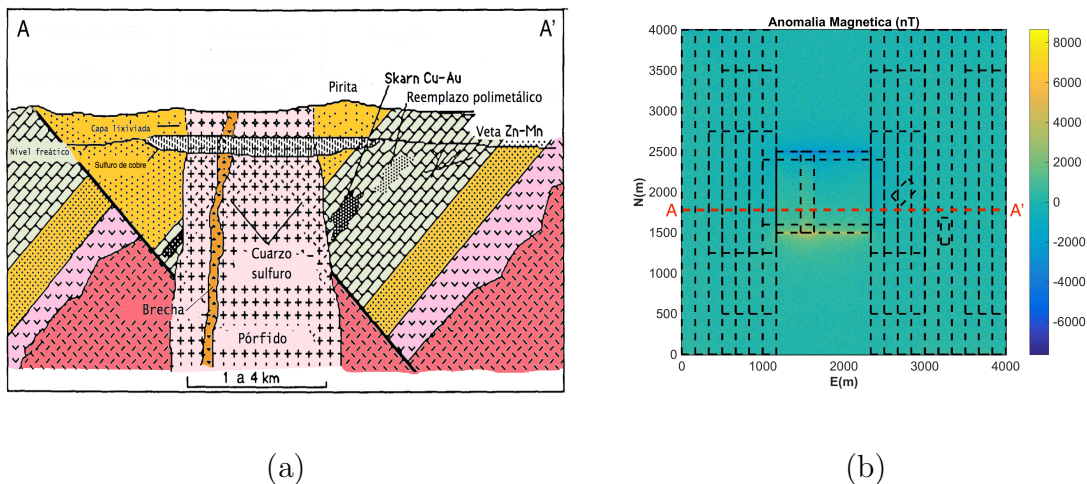 A
A'
Skarn Cu-Au
Pirita
Reemplazo polimetálico
Capa lixiviada
Veta Zn-Mn
Nivel freático
Sulfuro de cobre
Cuarzo
sulfuro
Brecha
Pórfido
1 a 4 km
(a)
Anomalia Magnetica (nT)
4000
3500
3000
2500
2000
1500
1000
500
0
N(m)
A
A'
0
1000
2000
3000
4000
E(m)
8000
6000
4000
2000
0
-2000
-4000
-6000
(b)